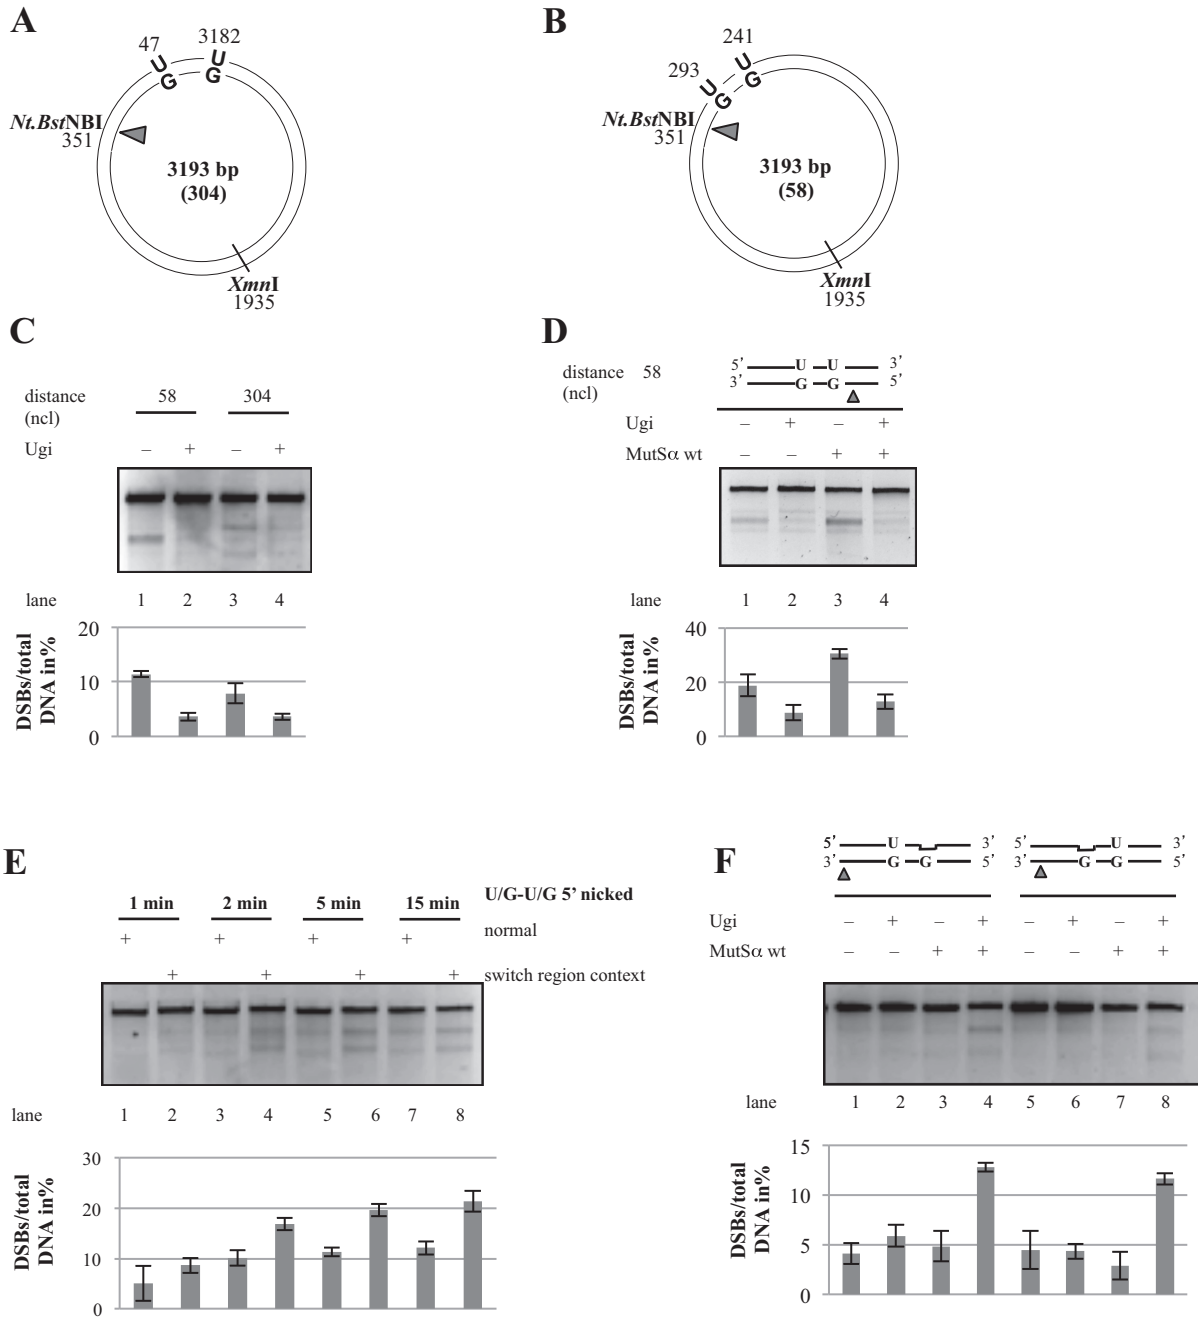 A
47
3182
U
U
G
G
Nt.BstNBI
351
3193 bp
(304)
XmnI
1935
B
241
293
U
U
G
G
Nt.BstNBI
351
3193 bp
(58)
XmnI
1935
C
distance
(ncl)
58 304
Ugi – + – +
lane 1 2 3 4
DSBs/total
DNA in%
20
10
0
D
distance
(ncl)
58
5’ U U 3’
3’ G G 5’
Ugi – + – +
MutSα wt – – + +
lane 1 2 3 4
DSBs/total
DNA in%
40
20
0
E
1 min 2 min 5 min 15 min
U/G-U/G 5’ nicked
+ + + + normal
+ + + + switch region context
lane 1 2 3 4 5 6 7 8
DSBs/total
DNA in%
30
20
10
0
F
5’ U 3’ 5’ U 3’
3’ G G 5’ 3’ G G 5’
Ugi – + – + – + – +
MutSα wt – – + + – – + +
lane 1 2 3 4 5 6 7 8
DSBs/total
DNA in%
15
10
5
0